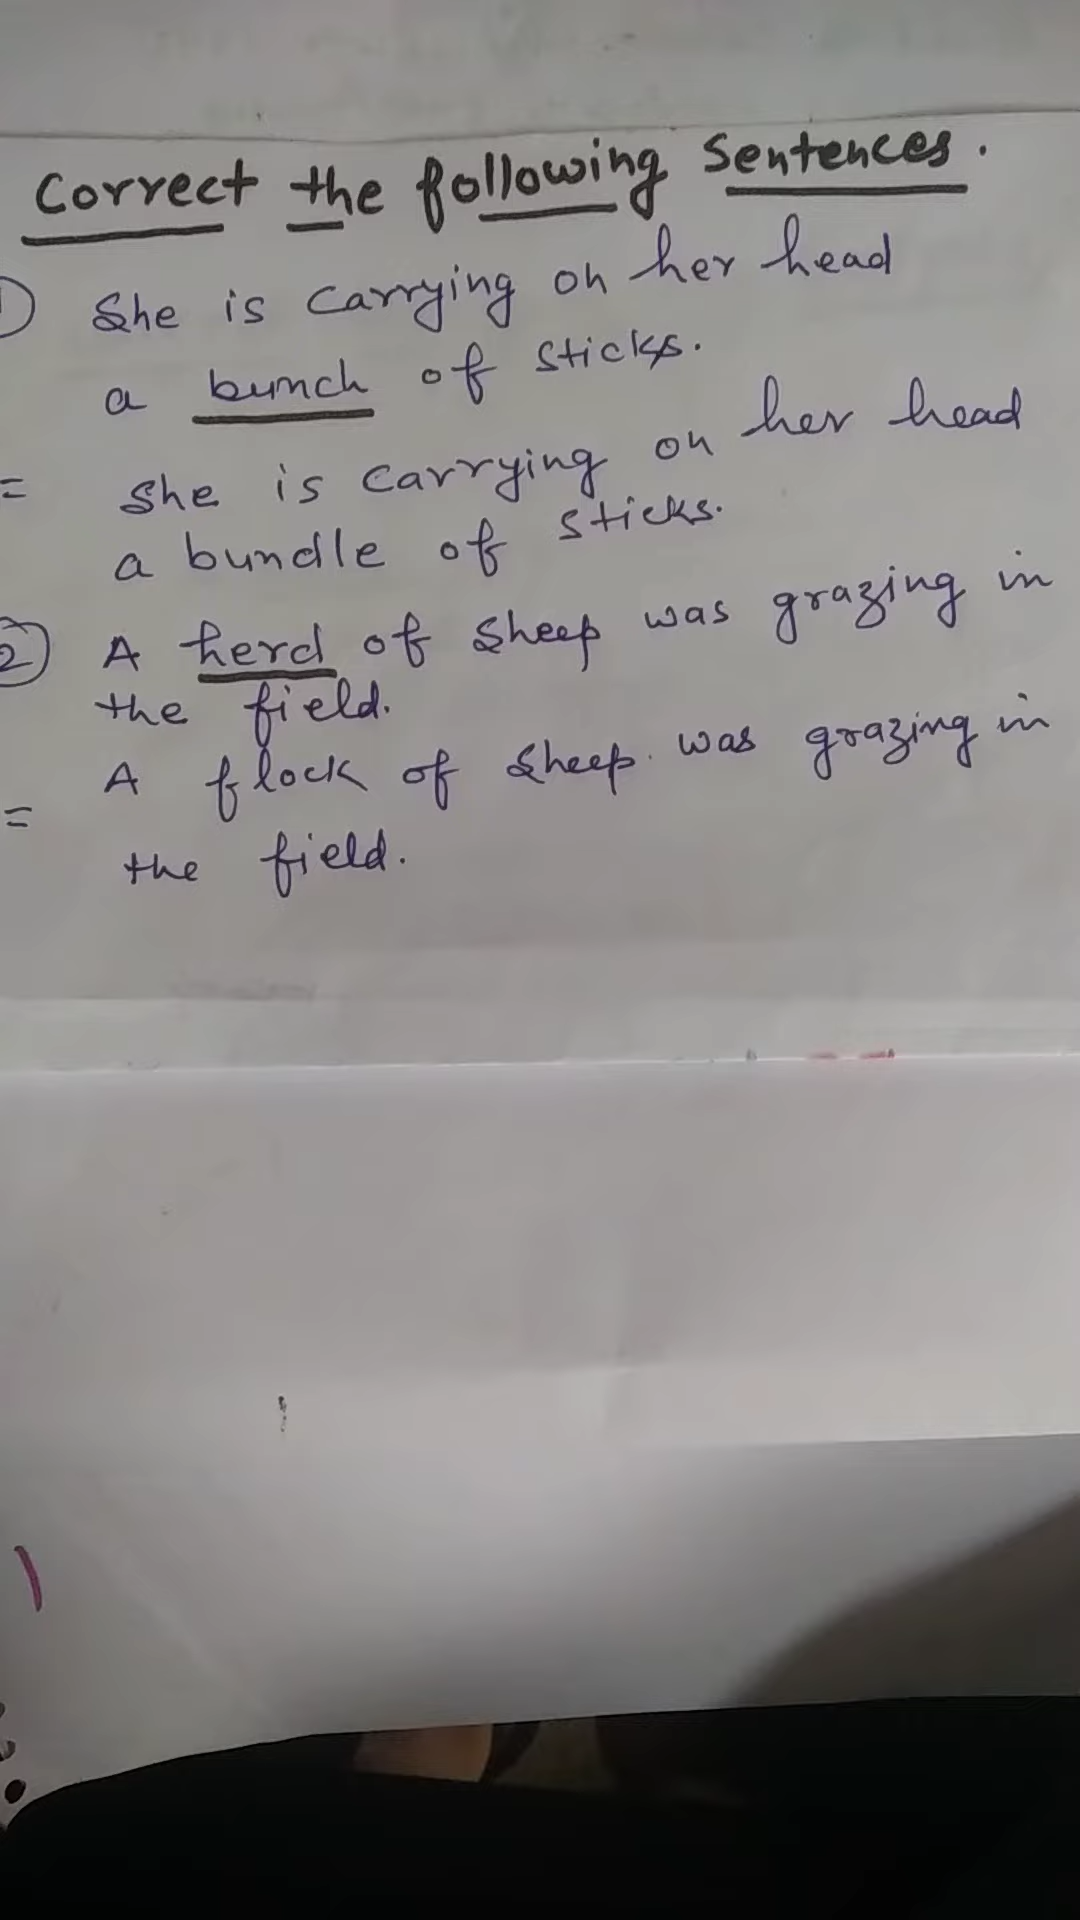 Correct the following Sentences.
1 She is Carrying on her head
a bunch of sticks.
= She is Carrying on her head
a bundle of sticks.
2 A herd of Sheep was grazing in
the field.
= A flock of Sheep was grazing in
the field.